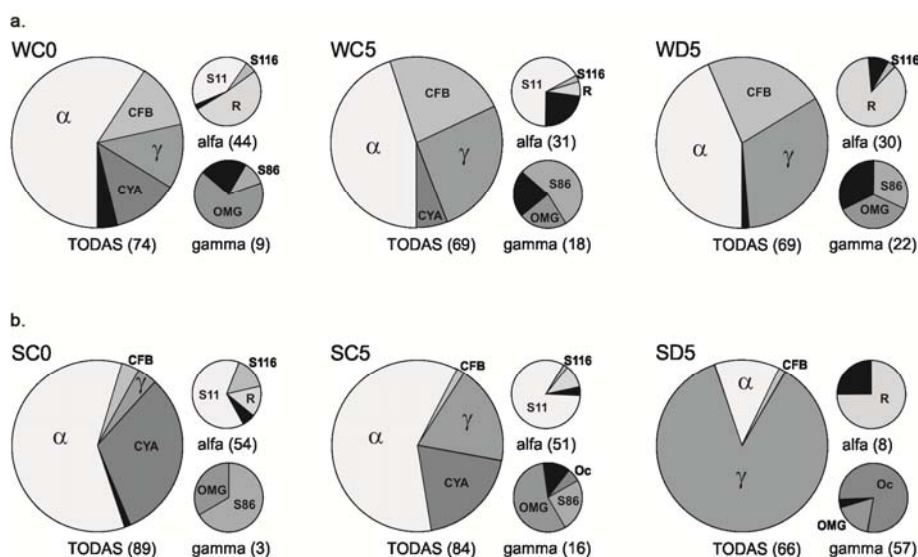 a.
WC0
α
CFB
γ
CYA
TODAS (74)
S11
S116
R
alfa (44)
S86
OMG
gamma (9)
WC5
α
CFB
γ
CYA
TODAS (69)
S11
S116
R
alfa (31)
S86
OMG
gamma (18)
WD5
α
CFB
γ
TODAS (69)
S116
R
alfa (30)
S86
OMG
gamma (22)
b.
SC0
α
CFB
γ
CYA
TODAS (89)
S11
S116
R
alfa (54)
OMG
S86
gamma (3)
SC5
α
CFB
γ
CYA
TODAS (84)
S116
S11
alfa (51)
Oc
OMG
S86
gamma (16)
SD5
α
CFB
γ
TODAS (66)
R
alfa (8)
Oc
OMG
gamma (57)